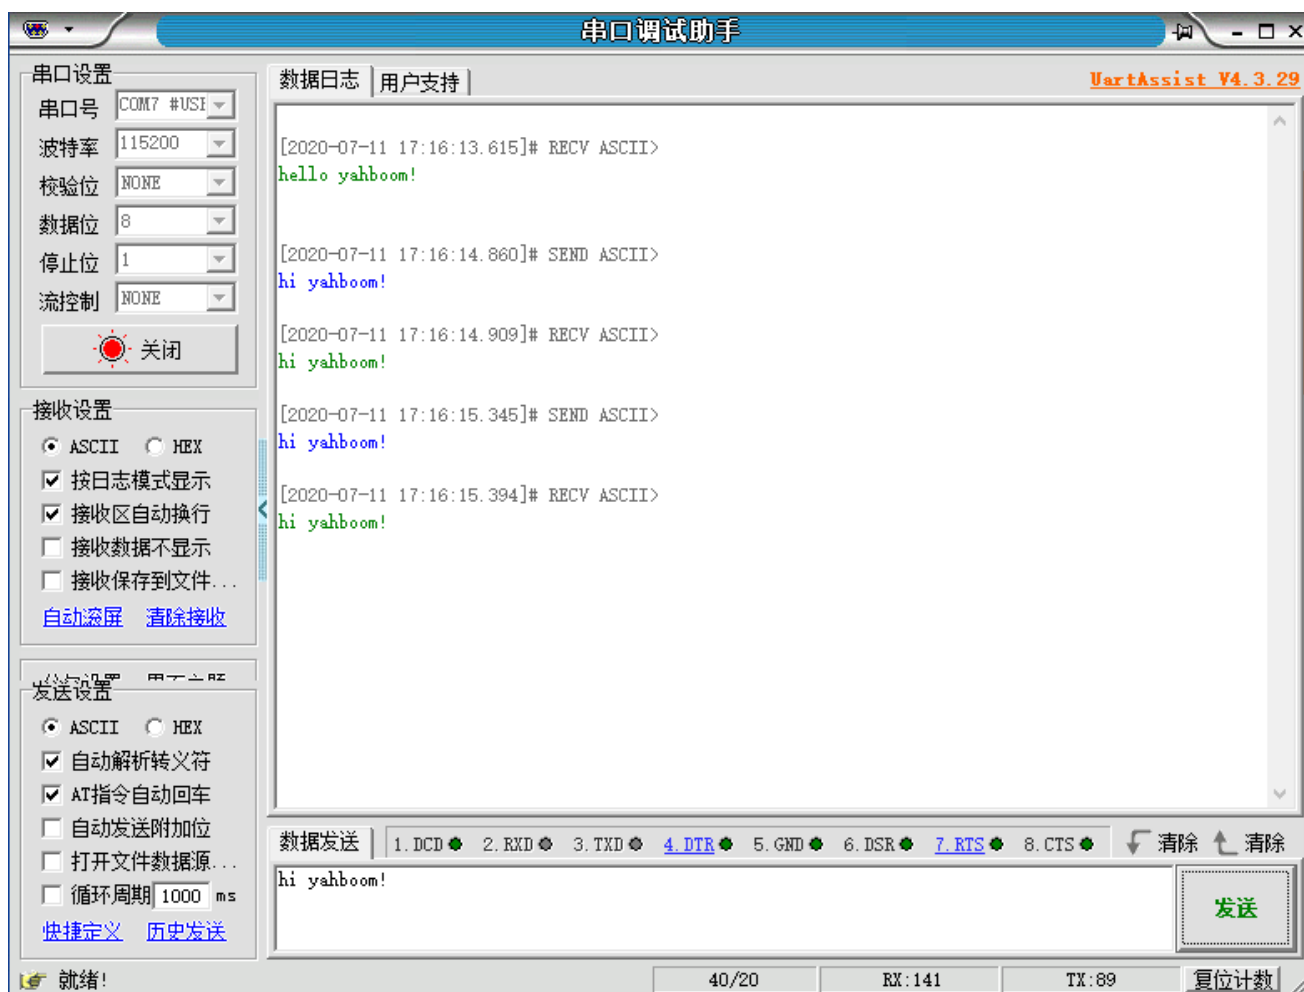 串口调试助手
串口设置
串口号 COM7 #USI
波特率 115200
校验位 NONE
数据位 8
停止位 1
流控制 NONE
关闭
接收设置
ASCII HEX
按日志模式显示
接收区自动换行
接收数据不显示
接收保存到文件...
自动滚屏 清除接收
发送设置
ASCII HEX
自动解析转义符
AT指令自动回车
自动发送附加位
打开文件数据源...
循环周期 1000 ms
快捷定义 历史发送
数据日志 用户支持 UartAssist V4.3.29
[2020-07-11 17:16:13.615]# RECV ASCII>
hello yahboom!
[2020-07-11 17:16:14.860]# SEND ASCII>
hi yahboom!
[2020-07-11 17:16:14.909]# RECV ASCII>
hi yahboom!
[2020-07-11 17:16:15.345]# SEND ASCII>
hi yahboom!
[2020-07-11 17:16:15.394]# RECV ASCII>
hi yahboom!
数据发送 1.DCD 2.RXD 3.TXD 4.DTR 5.GND 6.DSR 7.RTS 8.CTS 清除 清除
hi yahboom!
发送
就绪! 40/20 RX:141 TX:89 复位计数